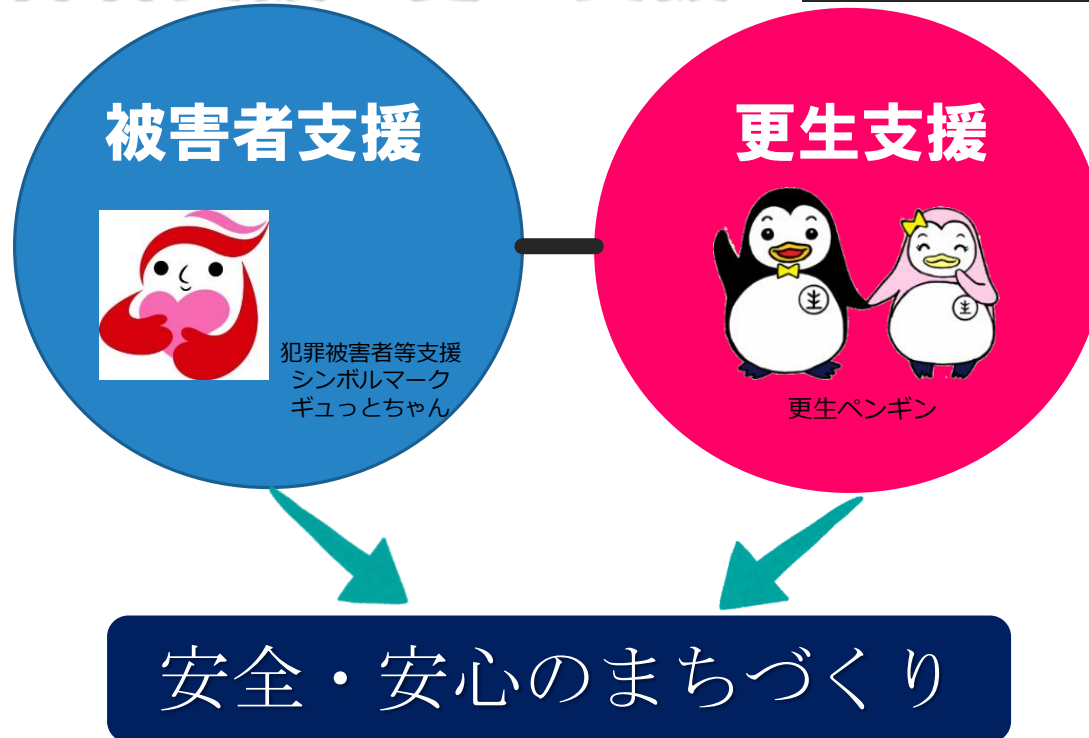 被害者支援
更生支援
犯罪被害者等支援
シンボルマーク
ギュっとちゃん
更生ペンギン
安全・安心のまちづくり